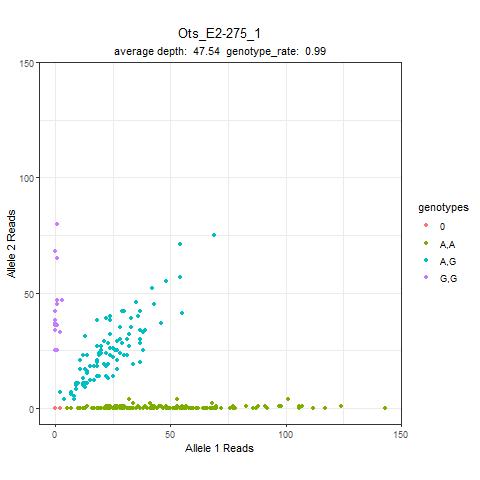 Ots_E2-275_1
average depth: 47.54 genotype_rate: 0.99
150
100
50
0
Allele 2 Reads
0
50
100
150
Allele 1 Reads
genotypes
0
A,A
A,G
G,G